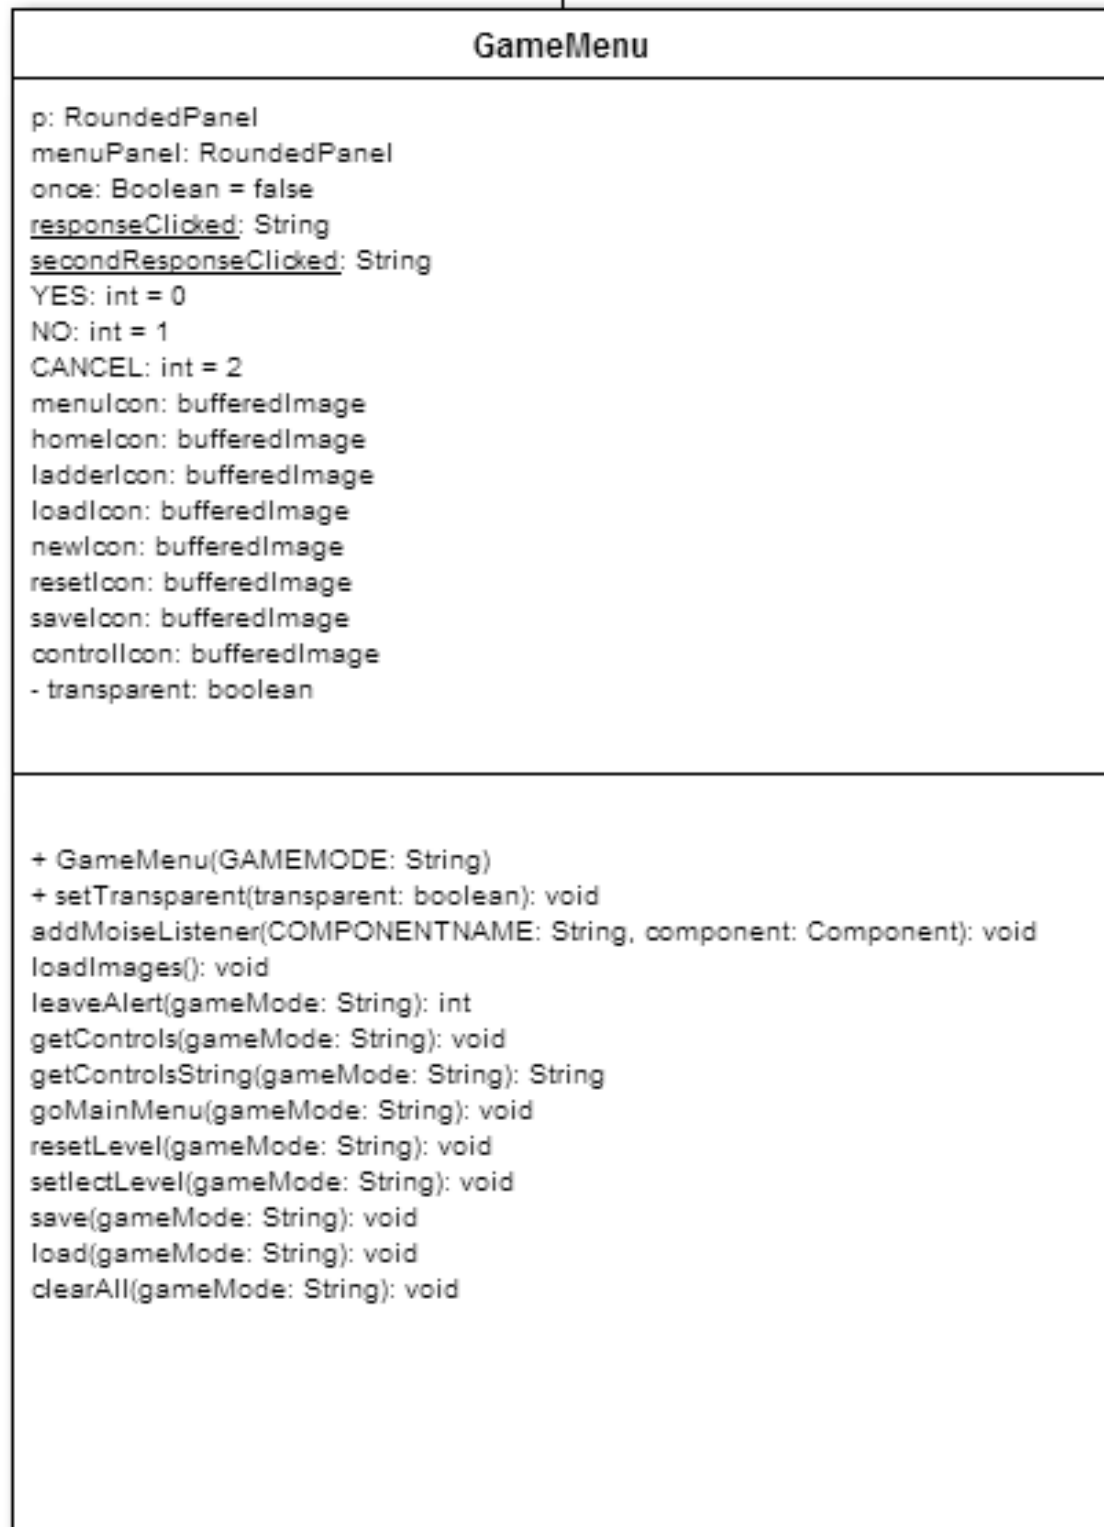 GameMenu
p: RoundedPanel
menuPanel: RoundedPanel
once: Boolean = false
responseClicked: String
secondResponseClicked: String
YES: int = 0
NO: int = 1
CANCEL: int = 2
menuIcon: bufferedImage
homeIcon: bufferedImage
ladderIcon: bufferedImage
loadIcon: bufferedImage
newIcon: bufferedImage
resetIcon: bufferedImage
saveIcon: bufferedImage
controlIcon: bufferedImage
- transparent: boolean
+ GameMenu(GAMEMODE: String)
+ setTransparent(transparent: boolean): void
addMoiseListener(COMPONENTNAME: String, component: Component): void
loadImages(): void
leaveAlert(gameMode: String): int
getControls(gameMode: String): void
getControlsString(gameMode: String): String
goMainMenu(gameMode: String): void
resetLevel(gameMode: String): void
setlectLevel(gameMode: String): void
save(gameMode: String): void
load(gameMode: String): void
clearAll(gameMode: String): void